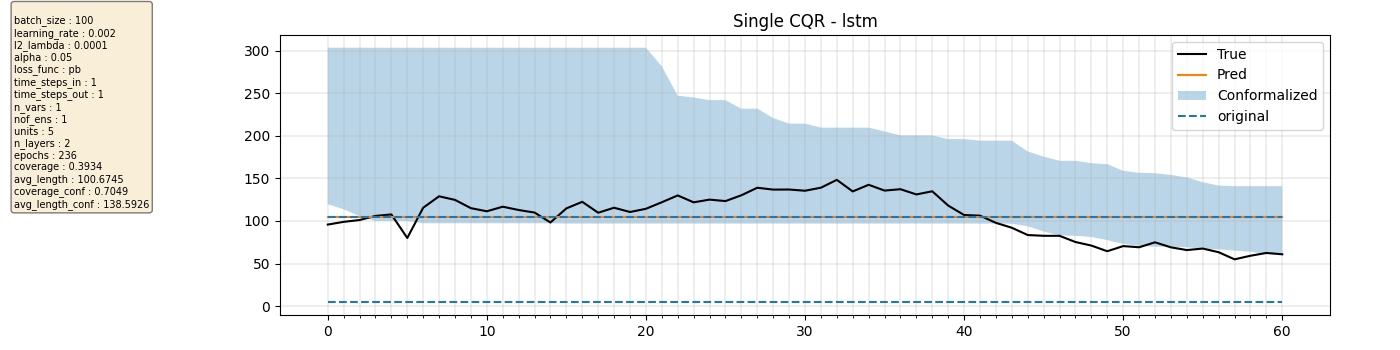 batch_size : 100
learning_rate : 0.002
l2_lambda : 0.0001
alpha : 0.05
loss_func : pb
time_steps_in : 1
time_steps_out : 1
n_vars : 1
nof_ens : 1
units : 5
n_layers : 2
epochs : 236
coverage : 0.3934
avg_length : 100.6745
coverage_conf : 0.7049
avg_length_conf : 138.5926
Single CQR - lstm
300
250
200
150
100
50
0
True
Pred
Conformalized
original
0 10 20 30 40 50 60